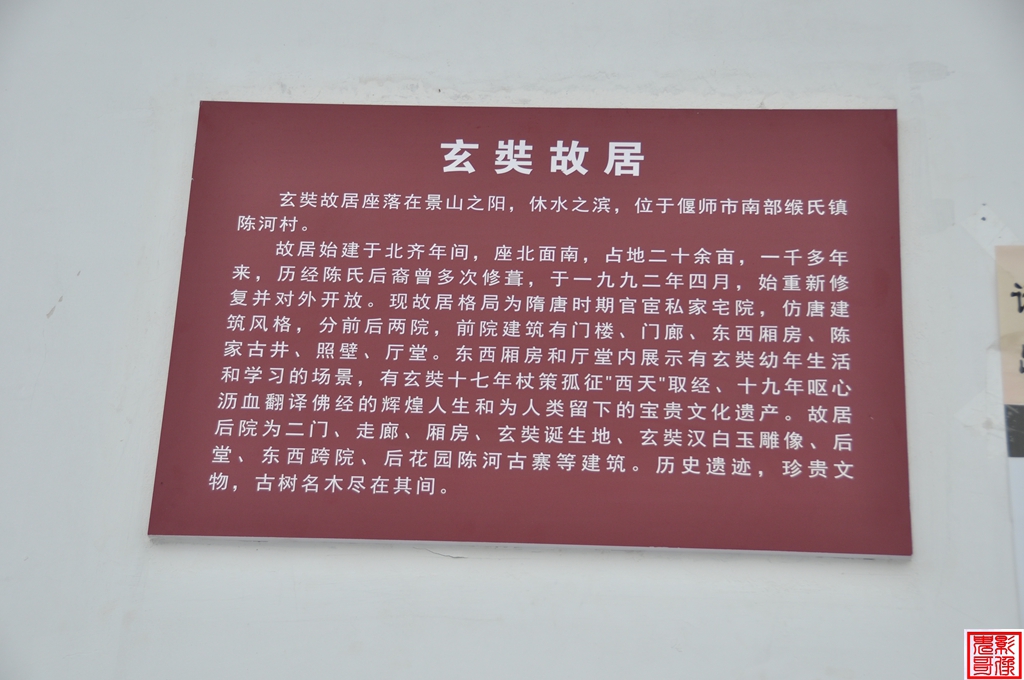 玄奘故居
玄奘故居座落在景山之阳，休水之滨，位于偃师市南部缑氏镇
陈河村。
故居始建于北齐年间，座北面南，占地二十余亩，一千多年
来，历经陈氏后裔曾多次修葺，于一九九二年四月，始重新修
复并对外开放。现故居格局为隋唐时期官宦私家宅院，仿唐建
筑风格，分前后两院，前院建筑有门楼、门廊、东西厢房、陈
家古井、照壁、厅堂。东西厢房和厅堂内展示有玄奘幼年生活
和学习的场景，有玄奘十七年杖策孤征"西天"取经、十九年呕心
沥血翻译佛经的辉煌人生和为人类留下的宝贵文化遗产。故居
后院为二门、走廊、厢房、玄奘诞生地、玄奘汉白玉雕像、后
堂、东西跨院、后花园陈河古寨等建筑。历史遗迹，珍贵文
物，古树名木尽在其间。